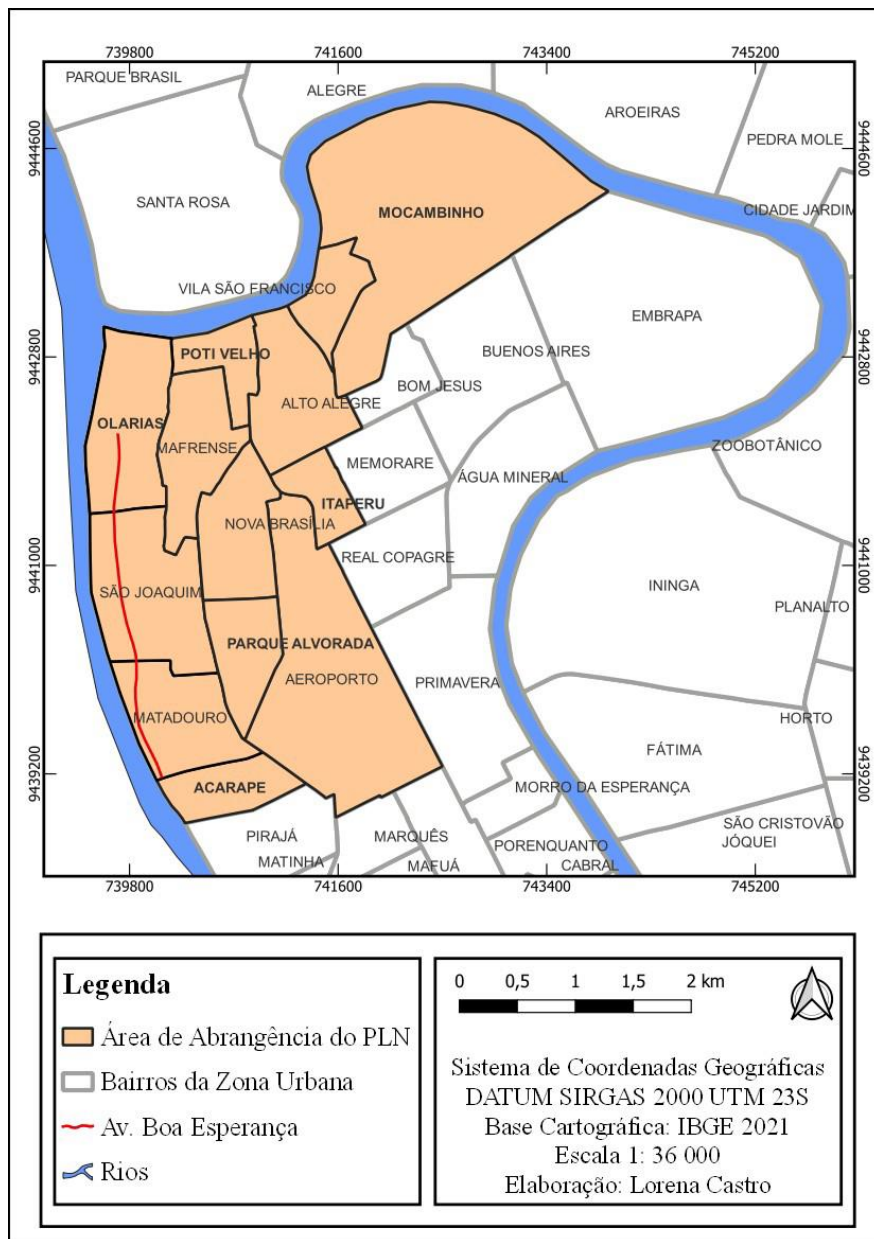 739800 741600 743400 745200
PARQUE BRASIL
ALEGRE
AROEIRAS
PEDRA MOLE
9444600 9444600
SANTA ROSA
MOCAMBINHO
CIDADE JARDIM
VILA SÃO FRANCISCO
EMBRAPA
POTI VELHO
BUENOS AIRES
9442800 9442800
BOM JESUS
ALTO ALEGRE
OLARIAS
MAFRENSE
ZOOBOTÂNICO
MEMORARE
ÁGUA MINERAL
ITAPERU
NOVA BRASÍLIA
REAL COPAGRE
9441000 9441000
SÃO JOAQUIM
ININGA
PLANALTO
PARQUE ALVORADA
AEROPORTO
PRIMAVERA
MATADOURO
HORTO
FÁTIMA
9439200 9439200
ACARAPE
MORRO DA ESPERANÇA
SÃO CRISTOVÃO
PIRAJÁ
MARQUÊS
JÓQUEI
PORENQUANTO
MATINHA
MAFUÁ
CABRAL
739800 741600 743400 745200
Legenda
Área de Abrangência do PLN
Bairros da Zona Urbana
Av. Boa Esperança
Rios
0 0,5 1 1,5 2 km
Sistema de Coordenadas Geográficas
DATUM SIRGAS 2000 UTM 23S
Base Cartográfica: IBGE 2021
Escala 1: 36 000
Elaboração: Lorena Castro